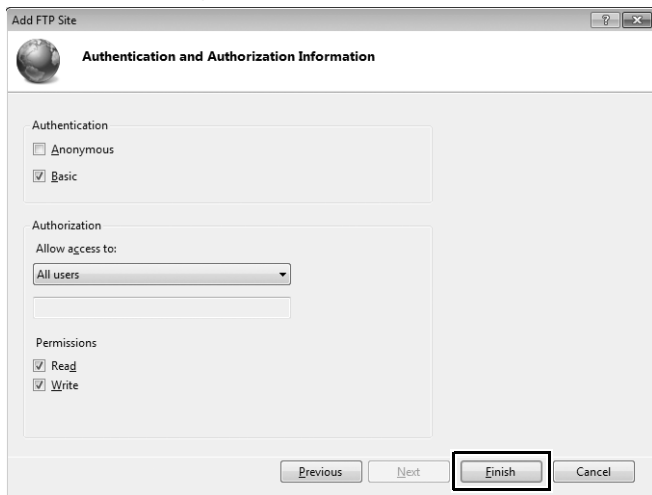 Add FTP Site
Authentication and Authorization Information
Authentication
Anonymous
Basic
Authorization
Allow access to:
All users
Permissions
Read
Write
Previous
Next
Finish
Cancel